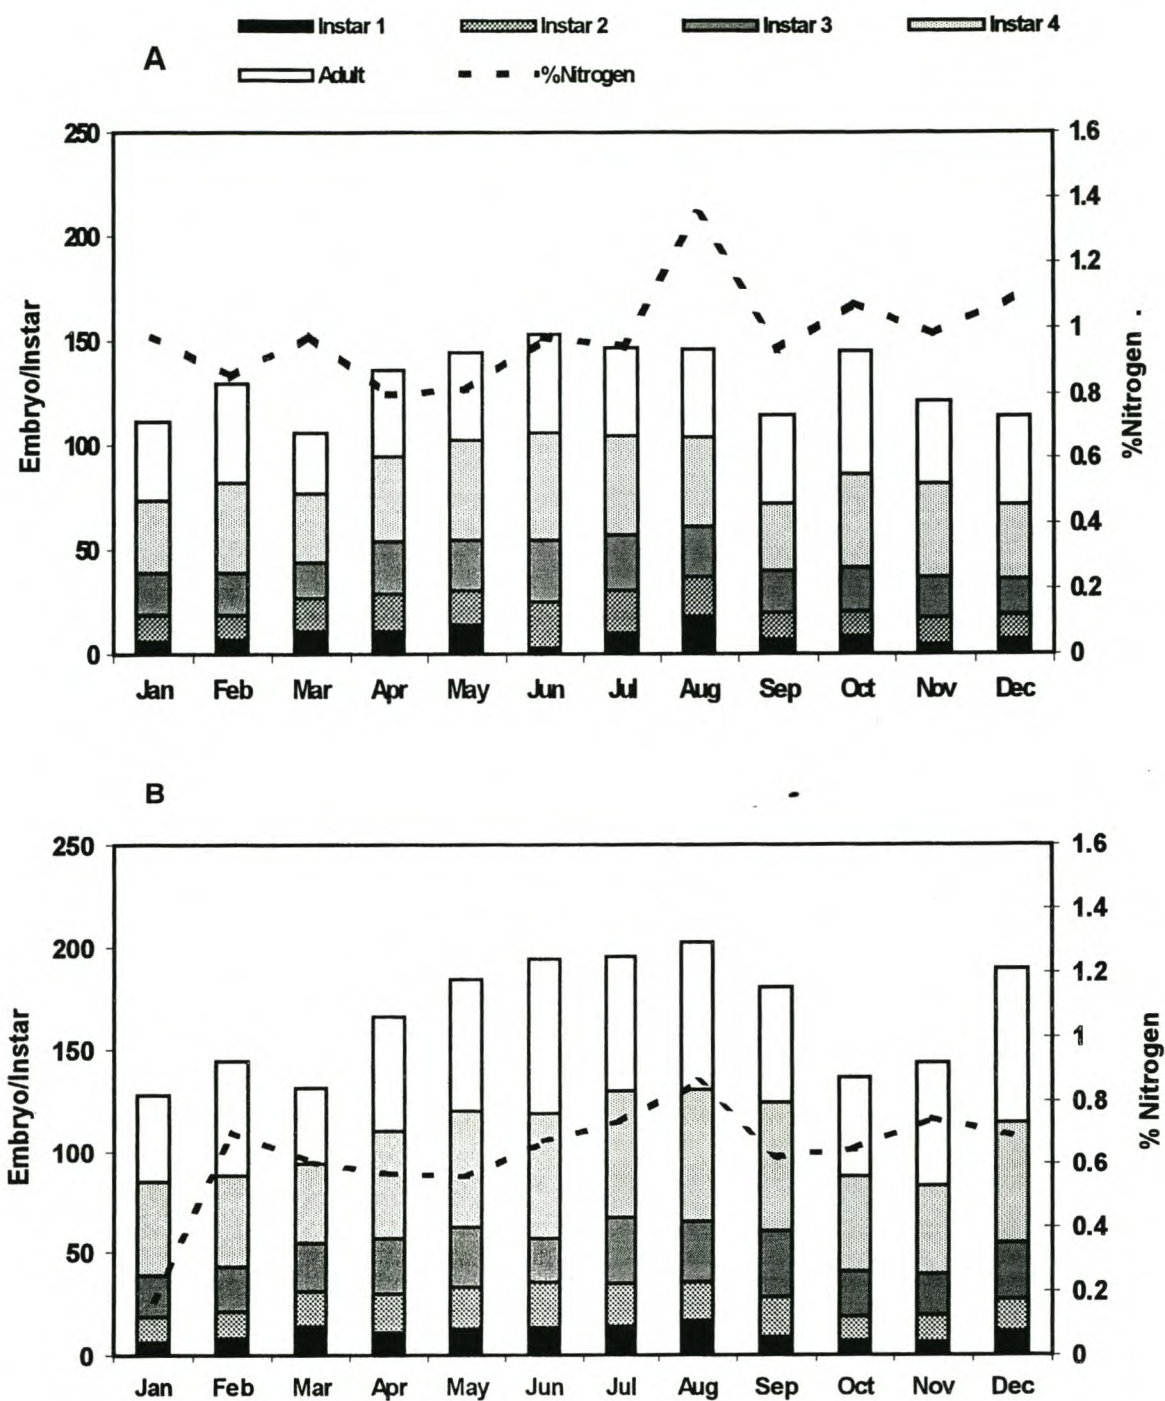 Instar 1 Instar 2 Instar 3 Instar 4
A
Adult %Nitrogen
250 1.6
1.4
200
1.2
150
1
0.8
100
0.6
0.4
50
0.2
0 0
Embryo/Instar
%Nitrogen
Jan Feb Mar Apr May Jun Jul Aug Sep Oct Nov Dec
B
250 1.6
1.4
200
1.2
150
1
0.8
100
0.6
0.4
50
0.2
0 0
Embryo/Instar
% Nitrogen
Jan Feb Mar Apr May Jun Jul Aug Sep Oct Nov Dec